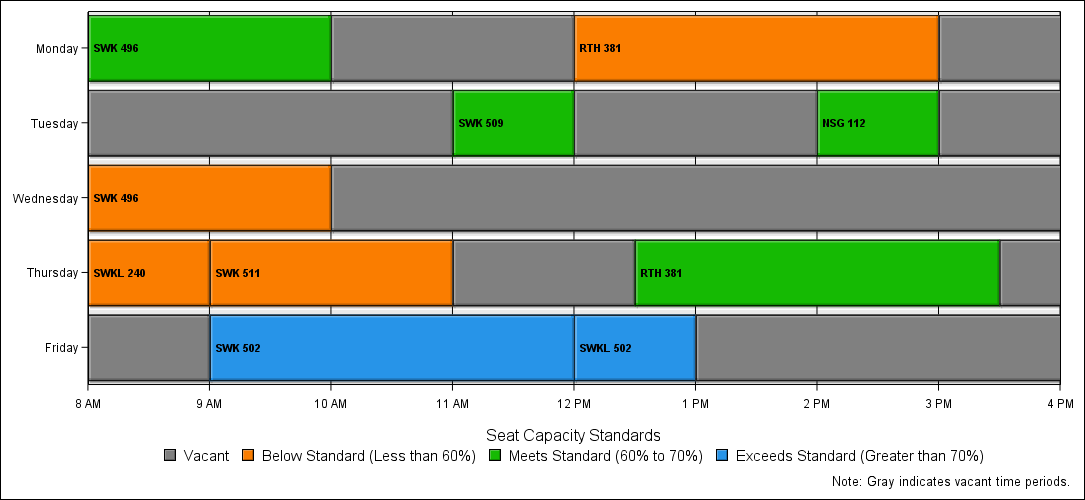 Monday SWK 496 RTH 381
Tuesday SWK 509 NSG 112
Wednesday SWK 496
Thursday SWKL 240 SWK 511 RTH 381
Friday SWK 502 SWKL 502
8 AM 9 AM 10 AM 11 AM 12 PM 1 PM 2 PM 3 PM 4 PM
Seat Capacity Standards
Vacant Below Standard (Less than 60%) Meets Standard (60% to 70%) Exceeds Standard (Greater than 70%)
Note: Gray indicates vacant time periods.